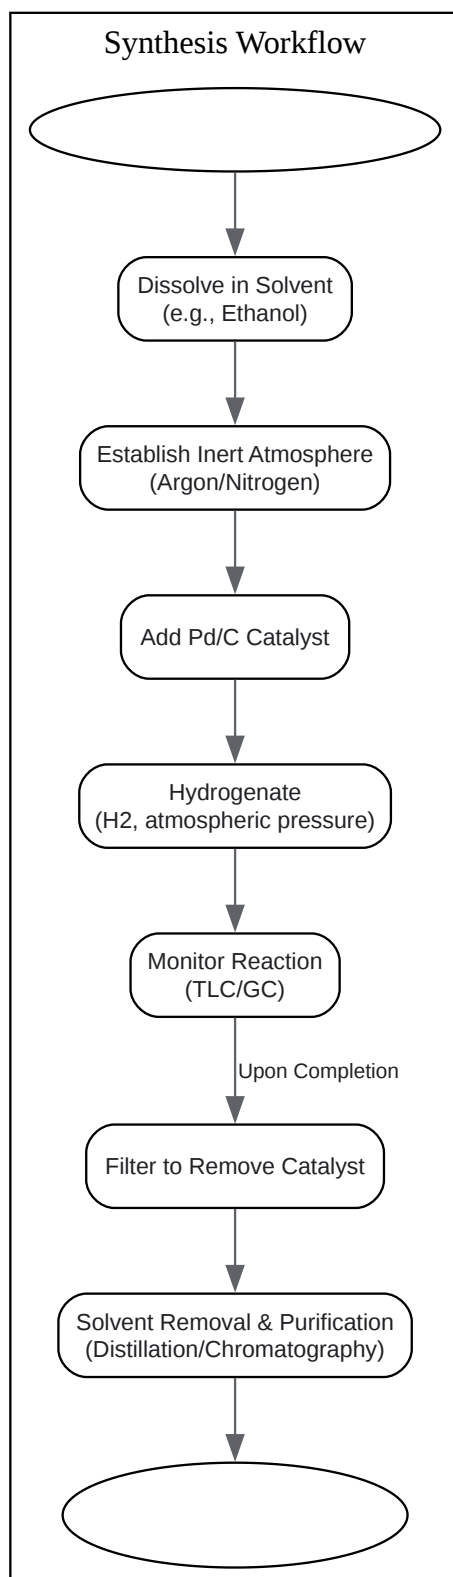 Synthesis Workflow
Dissolve in Solvent
(e.g., Ethanol)
Establish Inert Atmosphere
(Argon/Nitrogen)
Add Pd/C Catalyst
Hydrogenate
(H2, atmospheric pressure)
Monitor Reaction
(TLC/GC)
Upon Completion
Filter to Remove Catalyst
Solvent Removal & Purification
(Distillation/Chromatography)